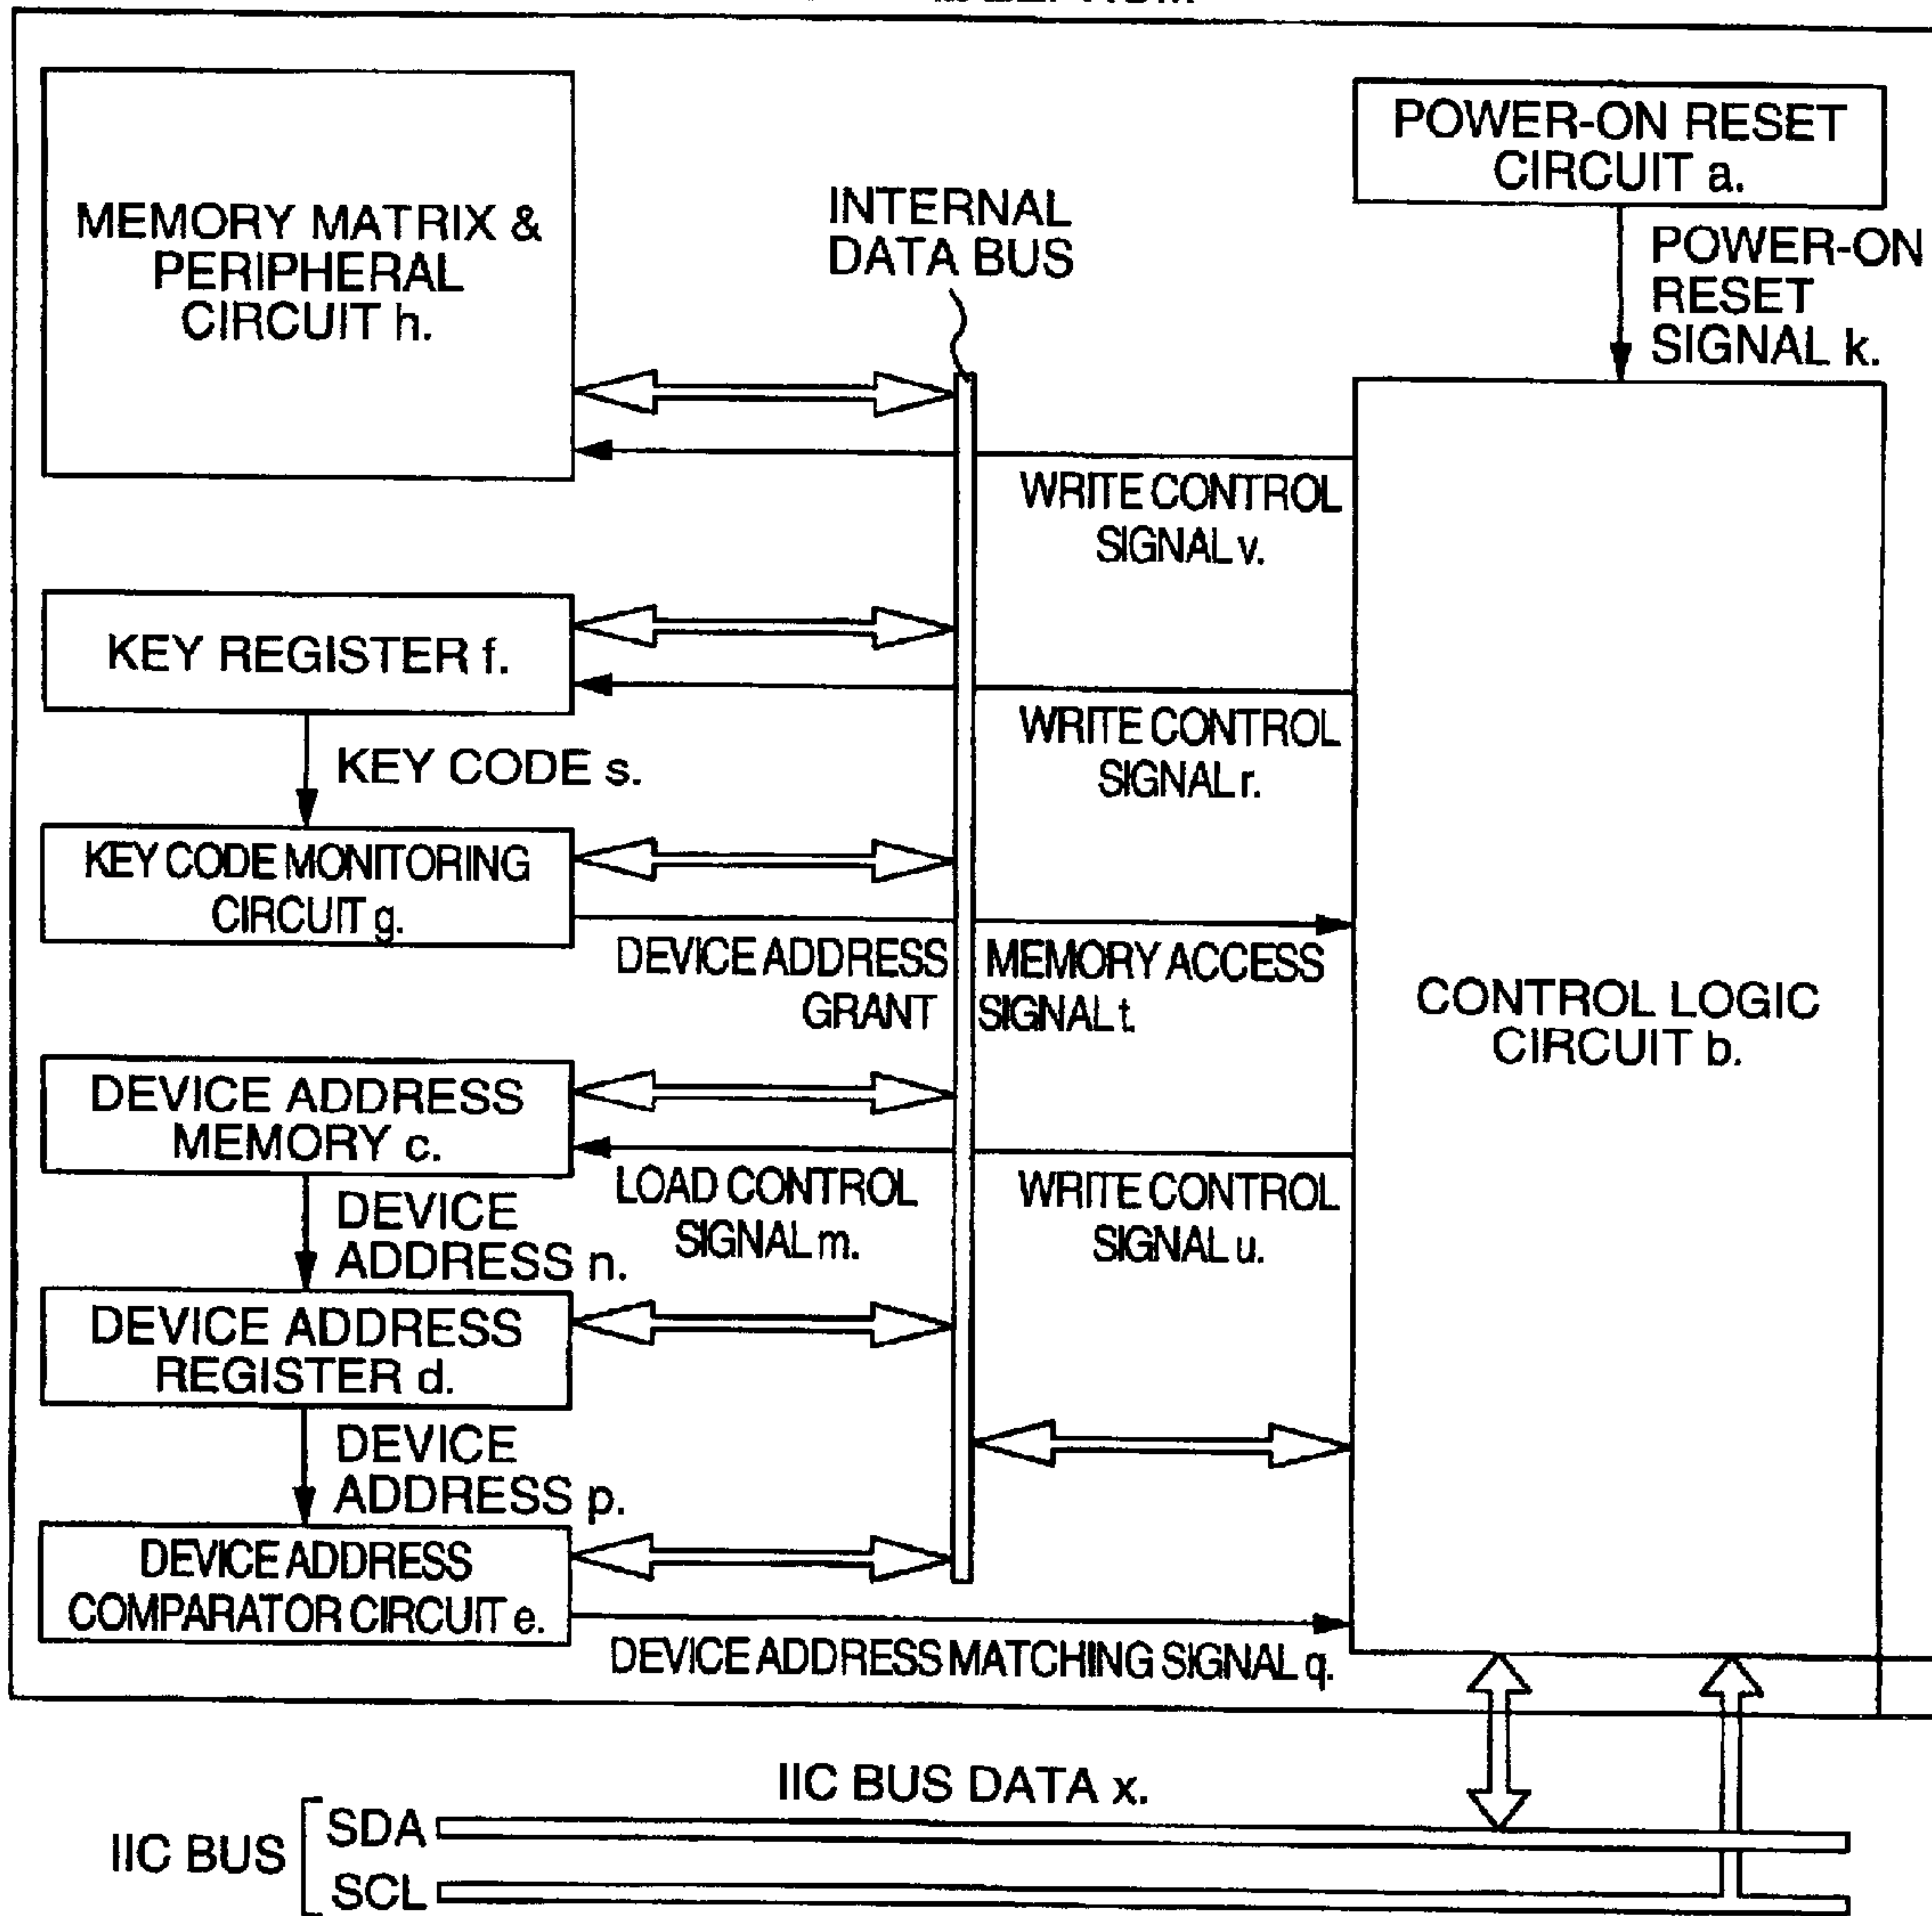 MEMORY MATRIX &
PERIPHERAL
CIRCUIT h.
INTERNAL
DATA BUS
POWER-ON RESET
CIRCUIT a.
POWER-ON
RESET
SIGNAL k.
WRITE CONTROL
SIGNAL v.
KEY REGISTER f.
WRITE CONTROL
SIGNAL r.
KEY CODE s.
KEY CODE MONITORING
CIRCUIT g.
DEVICE ADDRESS MEMORY ACCESS
GRANT SIGNAL t.
CONTROL LOGIC
CIRCUIT b.
DEVICE ADDRESS
MEMORY c.
LOAD CONTROL
SIGNAL m.
WRITE CONTROL
SIGNAL u.
DEVICE
ADDRESS n.
DEVICE ADDRESS
REGISTER d.
DEVICE
ADDRESS p.
DEVICE ADDRESS
COMPARATOR CIRCUIT e.
DEVICE ADDRESS MATCHING SIGNAL q.
IIC BUS DATA x.
IIC BUS
SDA
SCL